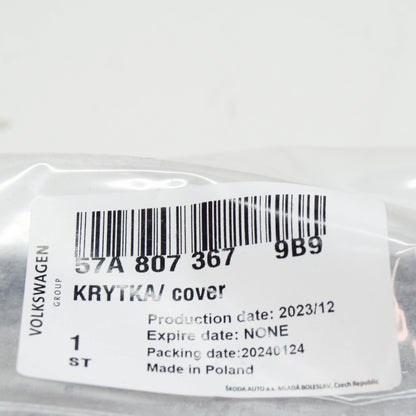 VOLKSWAGEN
GROUP
57A 807 367 9B9
KRYTKA/ cover
Production date: 2023/12
Expire date: NONE
Packing date:20240124
Made in Poland
1
ST
ŠKODA AUTO a.s. MLADÁ BOLESLAV, Czech Republic